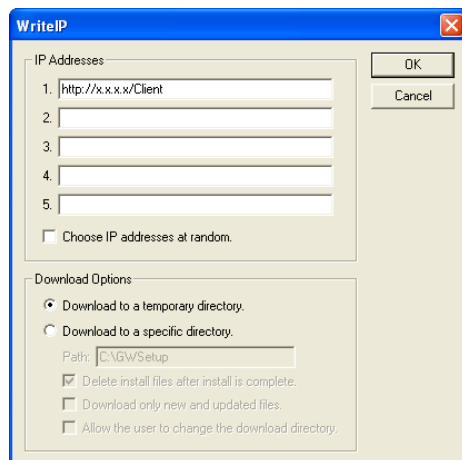 WriteIP
IP Addresses
OK
1. http://x.x.x.x/Client
Cancel
2.
3.
4.
5.
Choose IP addresses at random.
Download Options
Download to a temporary directory.
Download to a specific directory.
Path: C:\GWSetup
Delete install files after install is complete.
Download only new and updated files.
Allow the user to change the download directory.